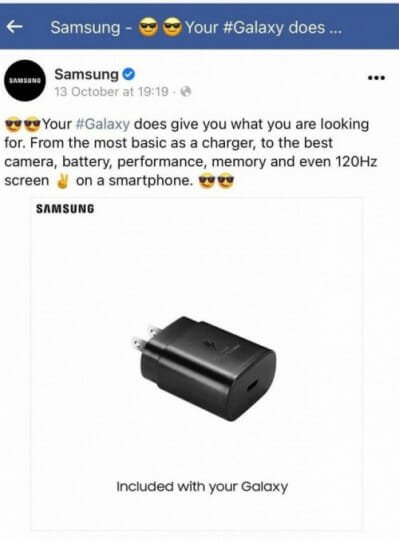 Samsung - 😎😎 Your #Galaxy does ...
SAMSUNG
Samsung
13 October at 19:19 ·
😎😎Your #Galaxy does give you what you are looking
for. From the most basic as a charger, to the best
camera, battery, performance, memory and even 120Hz
screen ✌️ on a smartphone. 😎😎
SAMSUNG
Included with your Galaxy